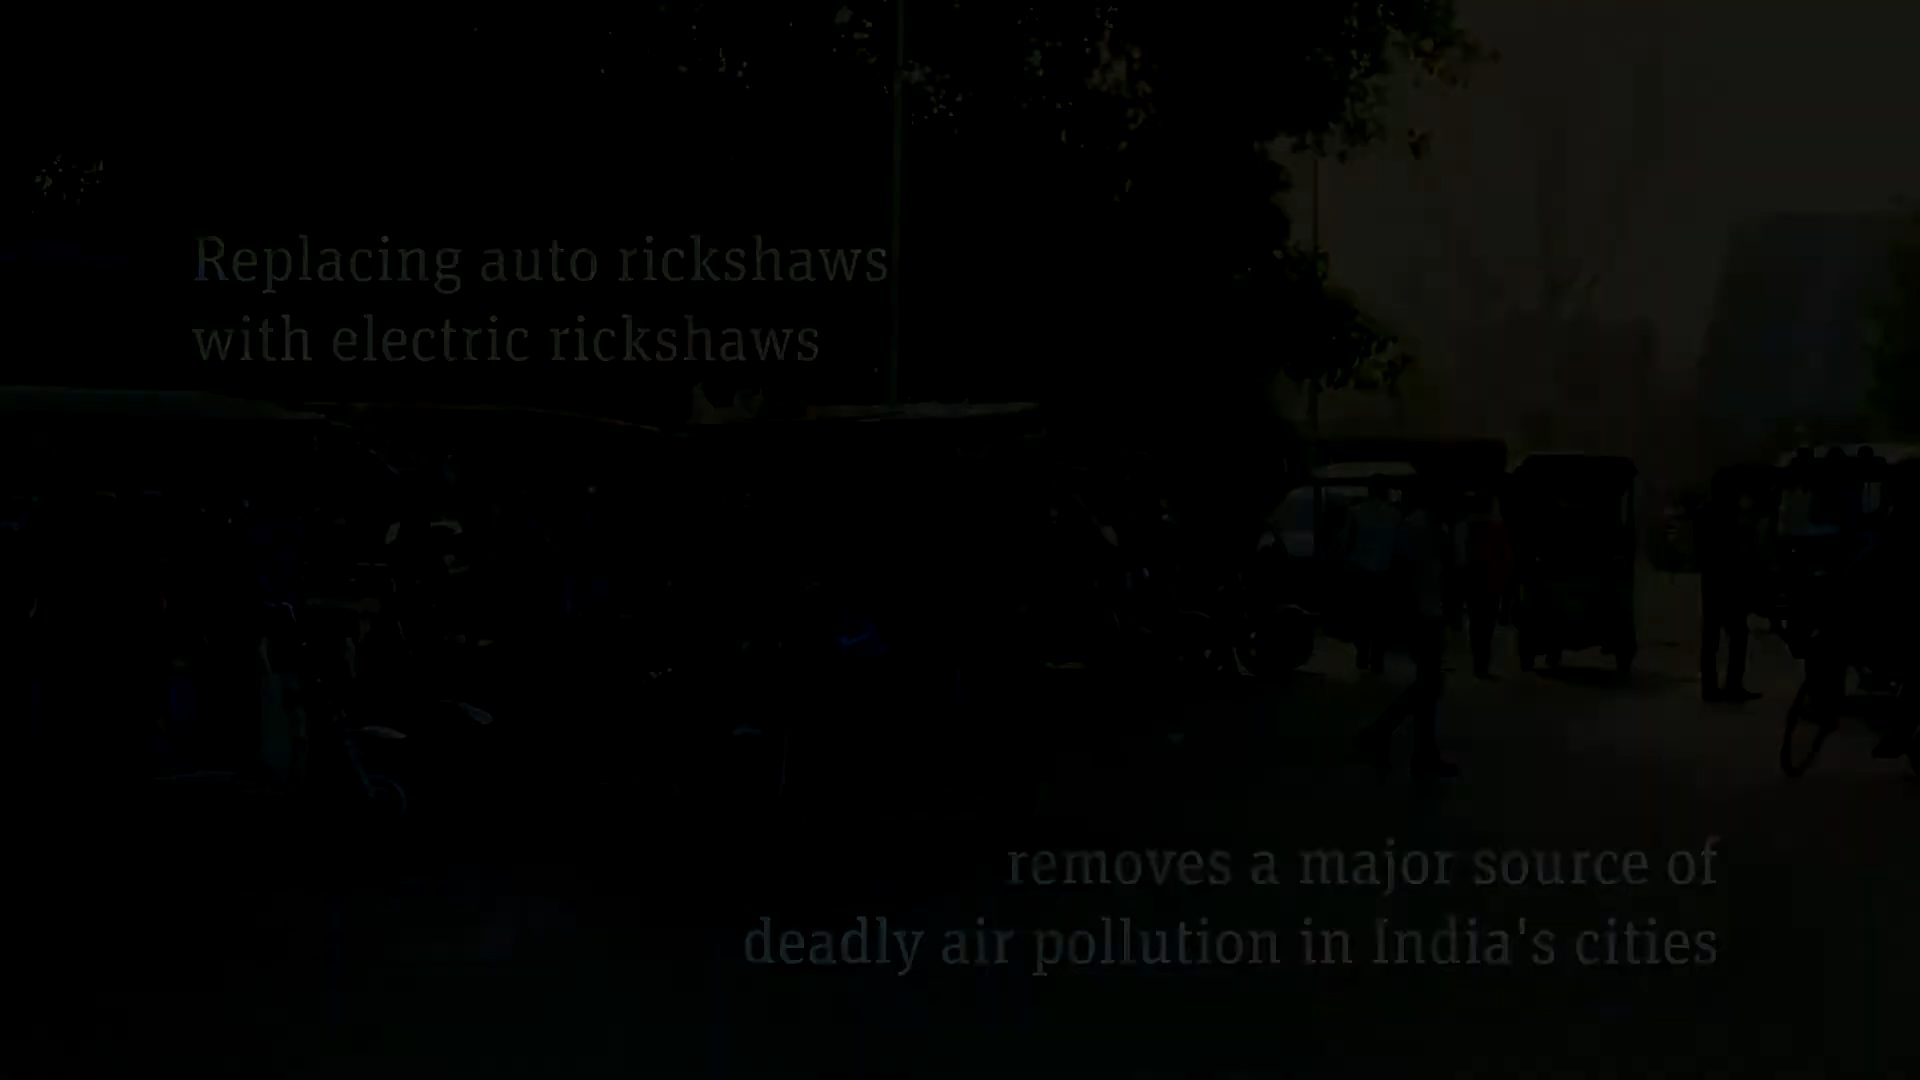 Replacing auto rickshaws
with electric rickshaws
removes a major source of
deadly air pollution in India's cities